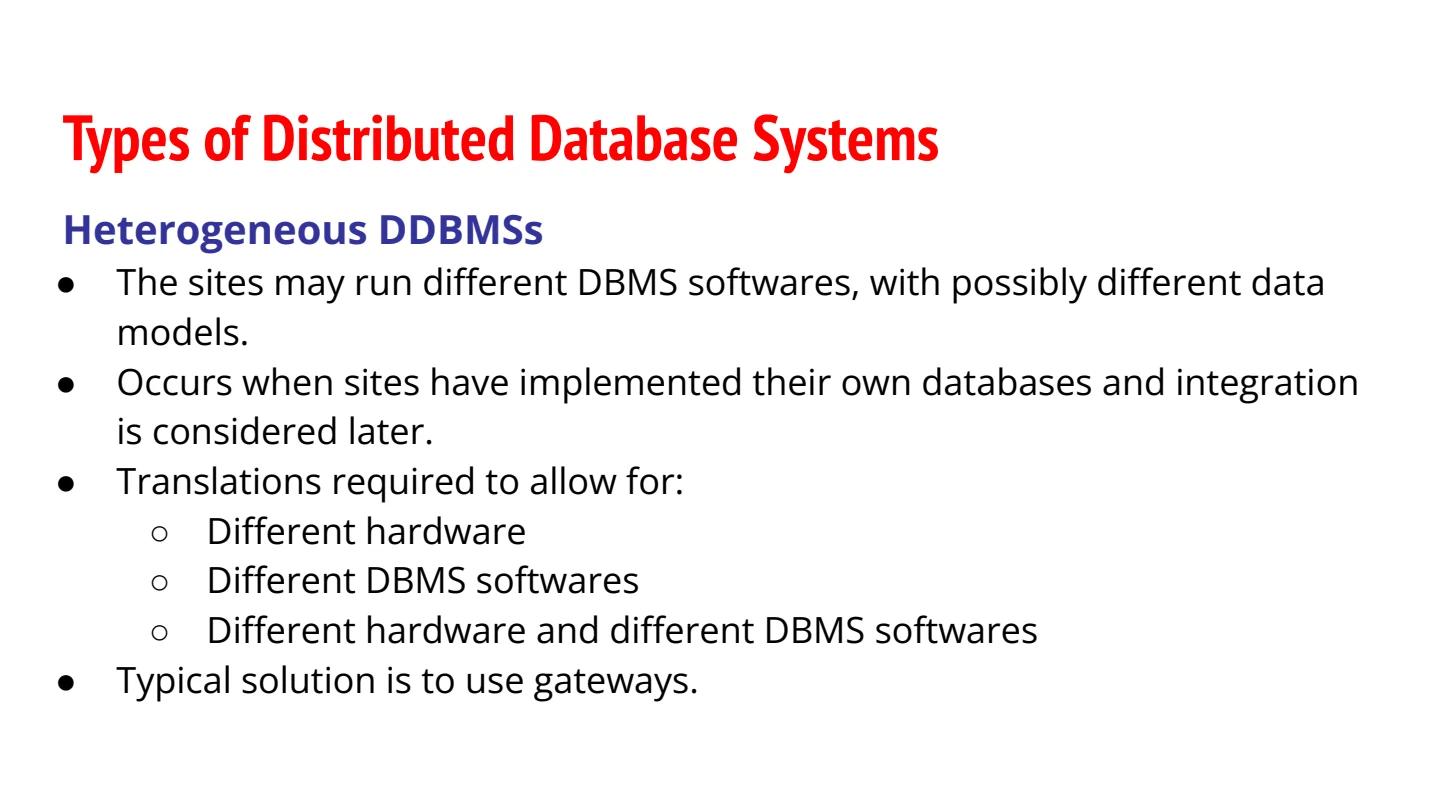 Types of Distributed Database Systems
Heterogeneous DDBMSs
● The sites may run different DBMS softwares, with possibly different data
models.
● Occurs when sites have implemented their own databases and integration
is considered later.
● Translations required to allow for:
○ Different hardware
○ Different DBMS softwares
○ Different hardware and different DBMS softwares
● Typical solution is to use gateways.